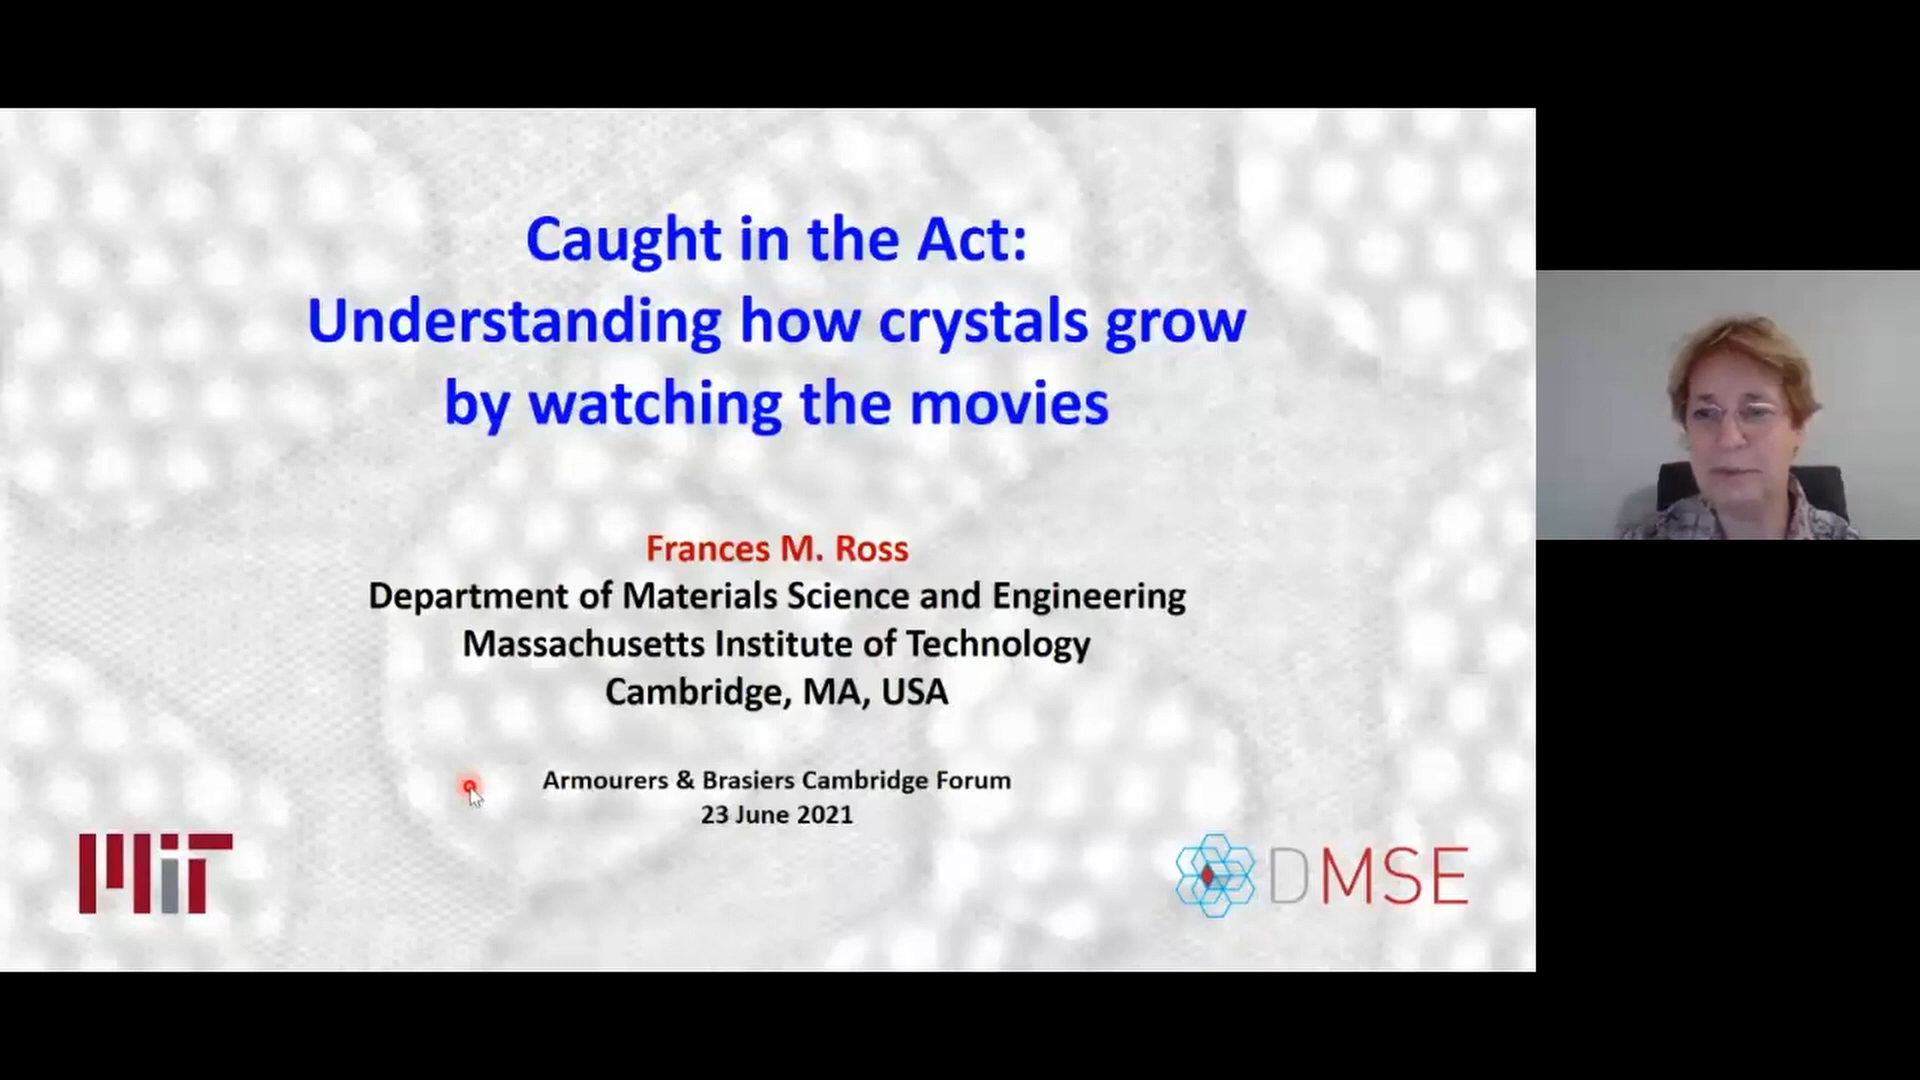 Caught in the Act:
Understanding how crystals grow
by watching the movies
Frances M. Ross
Department of Materials Science and Engineering
Massachusetts Institute of Technology
Cambridge, MA, USA
Armourers & Brasiers Cambridge Forum
23 June 2021
MIT
DMSE